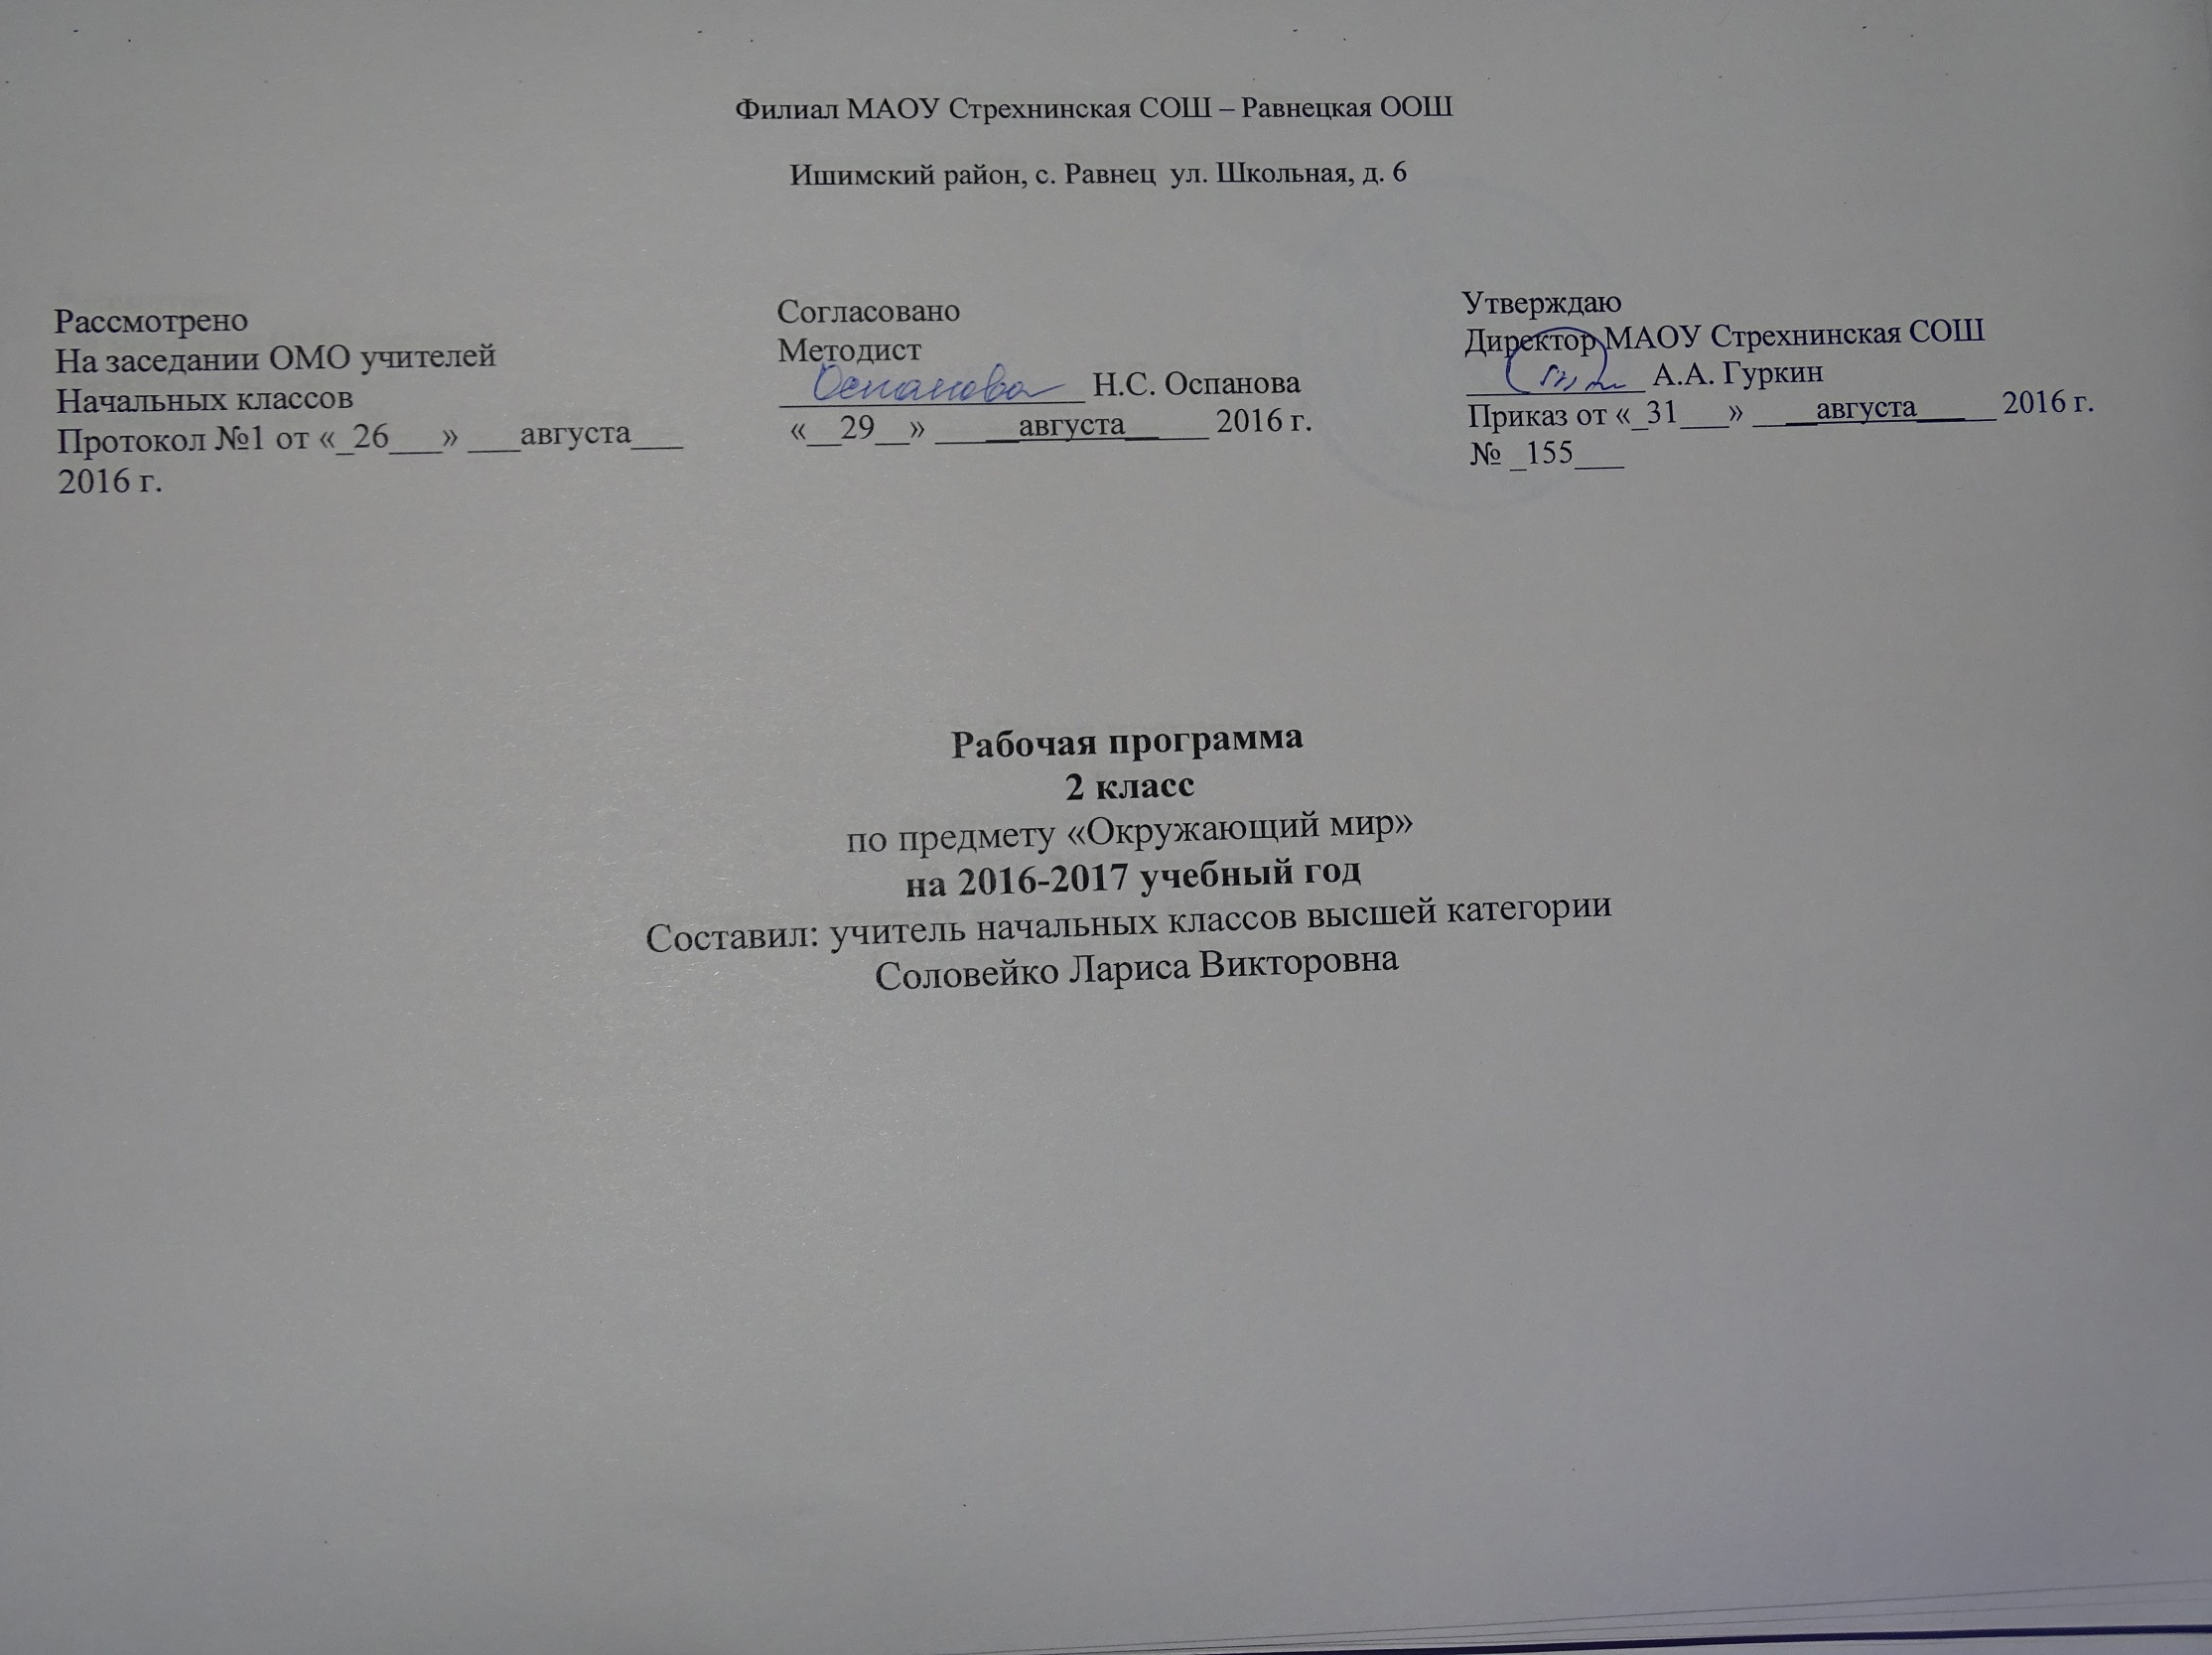 Филиал МАОУ Стрехнинская СОШ – Равнецкая ООШ
Ишимский район, с. Равнец ул. Школьная, д. 6
Рассмотрено
На заседании ОМО учителей
Начальных классов
Протокол №1 от «_26___» ___августа___
2016 г.
Согласовано
Методист
Оспанова Н.С. Оспанова
«__29__» _____августа_____ 2016 г.
Утверждаю
Директор МАОУ Стрехнинская СОШ
__________ А.А. Гуркин
Приказ от «_31___» ____августа_____ 2016 г.
№ _155___
Рабочая программа
2 класс
по предмету «Окружающий мир»
на 2016-2017 учебный год
Составил: учитель начальных классов высшей категории
Соловейко Лариса Викторовна